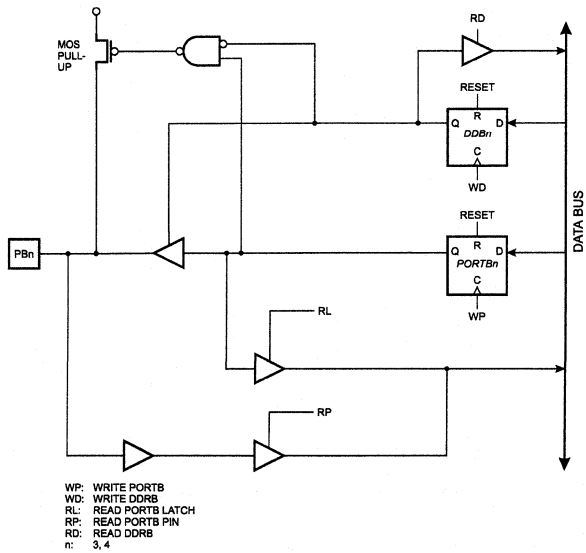 RD
MOS
PULL-
UP
RESET
R
Q
DDBn
D
C
WD
DATA BUS
RESET
PBn
R
Q
PORTBn
D
C
WP
RL
RP
WP: WRITE PORTB
WD: WRITE DDRB
RL: READ PORTB LATCH
RP: READ PORTB PIN
RD: READ DDRB
n: 3, 4